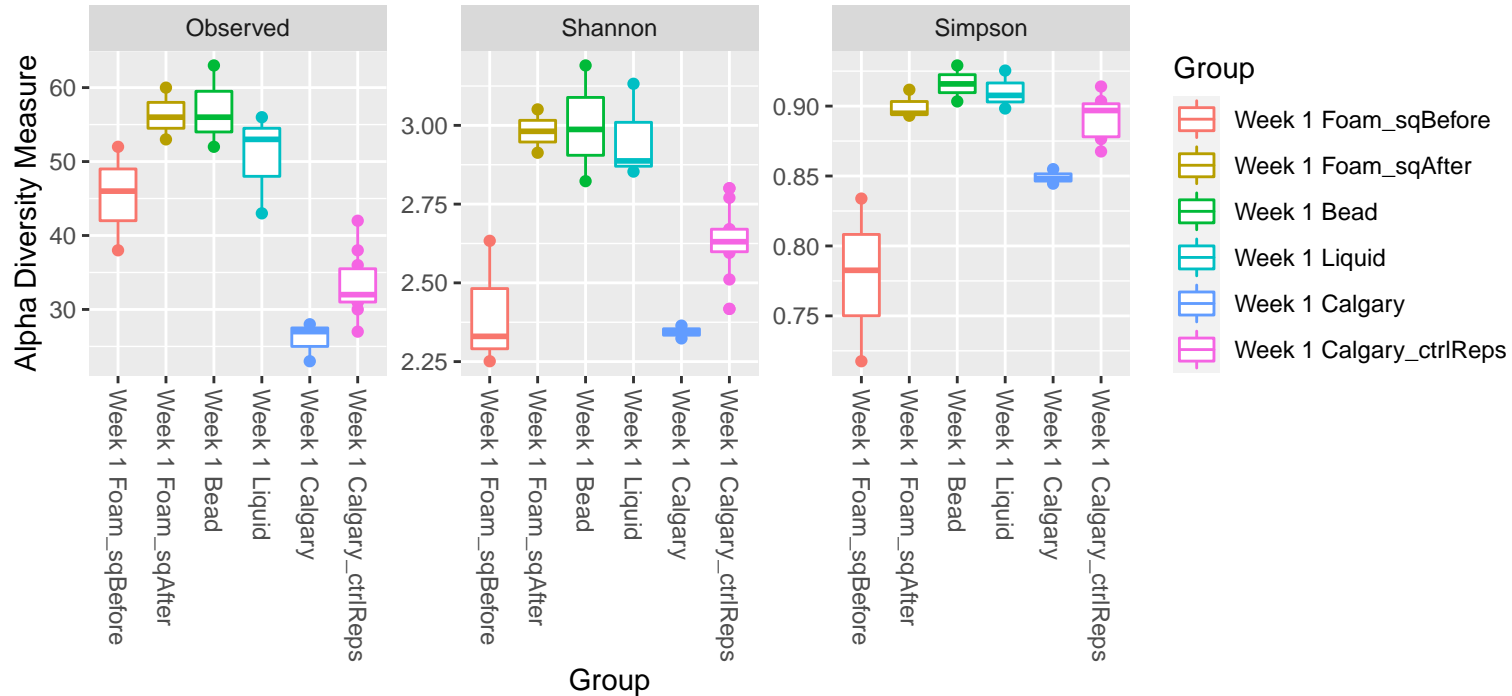 Observed
Shannon
Simpson
Alpha Diversity Measure
60
50
40
30
3.00
2.75
2.50
2.25
0.90
0.85
0.80
0.75
Week 1 Foam_sqBefore
Week 1 Foam_sqAfter
Week 1 Bead
Week 1 Liquid
Week 1 Calgary
Week 1 Calgary_ctrlReps
Week 1 Foam_sqBefore
Week 1 Foam_sqAfter
Week 1 Bead
Week 1 Liquid
Week 1 Calgary
Week 1 Calgary_ctrlReps
Week 1 Foam_sqBefore
Week 1 Foam_sqAfter
Week 1 Bead
Week 1 Liquid
Week 1 Calgary
Week 1 Calgary_ctrlReps
Group
Group
Week 1 Foam_sqBefore
Week 1 Foam_sqAfter
Week 1 Bead
Week 1 Liquid
Week 1 Calgary
Week 1 Calgary_ctrlReps